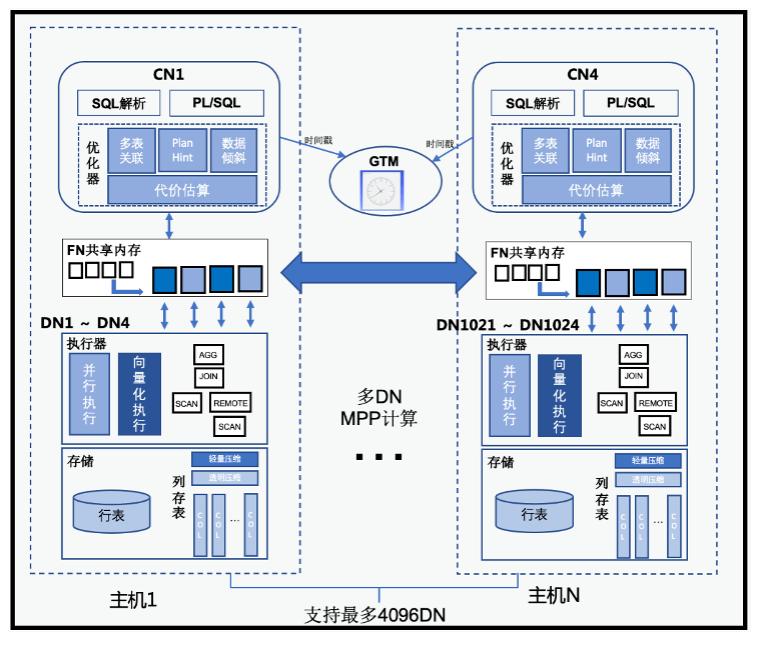 CN1
SQL解析
PL/SQL
优化器
多表
关联
Plan
Hint
数据
倾斜
代价估算
时间戳
GTM
时间戳
CN4
SQL解析
PL/SQL
优化器
多表
关联
Plan
Hint
数据
倾斜
代价估算
FN共享内存
FN共享内存
DN1 ~ DN4
执行器
并行执行
向量化执行
AGG
JOIN
SCAN
REMOTE
SCAN
多DN
MPP计算
...
DN1021 ~ DN1024
执行器
并行执行
向量化执行
AGG
JOIN
SCAN
REMOTE
SCAN
存储
行表
列存表
轻量压缩
透明压缩
COL
COL
...
COL
存储
行表
列存表
轻量压缩
透明压缩
COL
COL
...
COL
主机1
主机N
支持最多4096DN